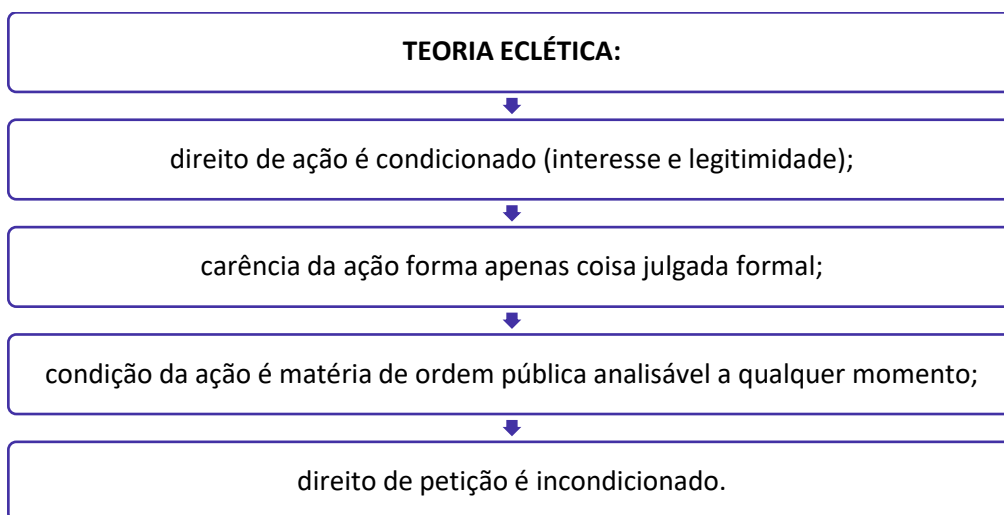 TEORIA ECLÉTICA:
direito de ação é condicionado (interesse e legitimidade);
carência da ação forma apenas coisa julgada formal;
condição da ação é matéria de ordem pública analisável a qualquer momento;
direito de petição é incondicionado.